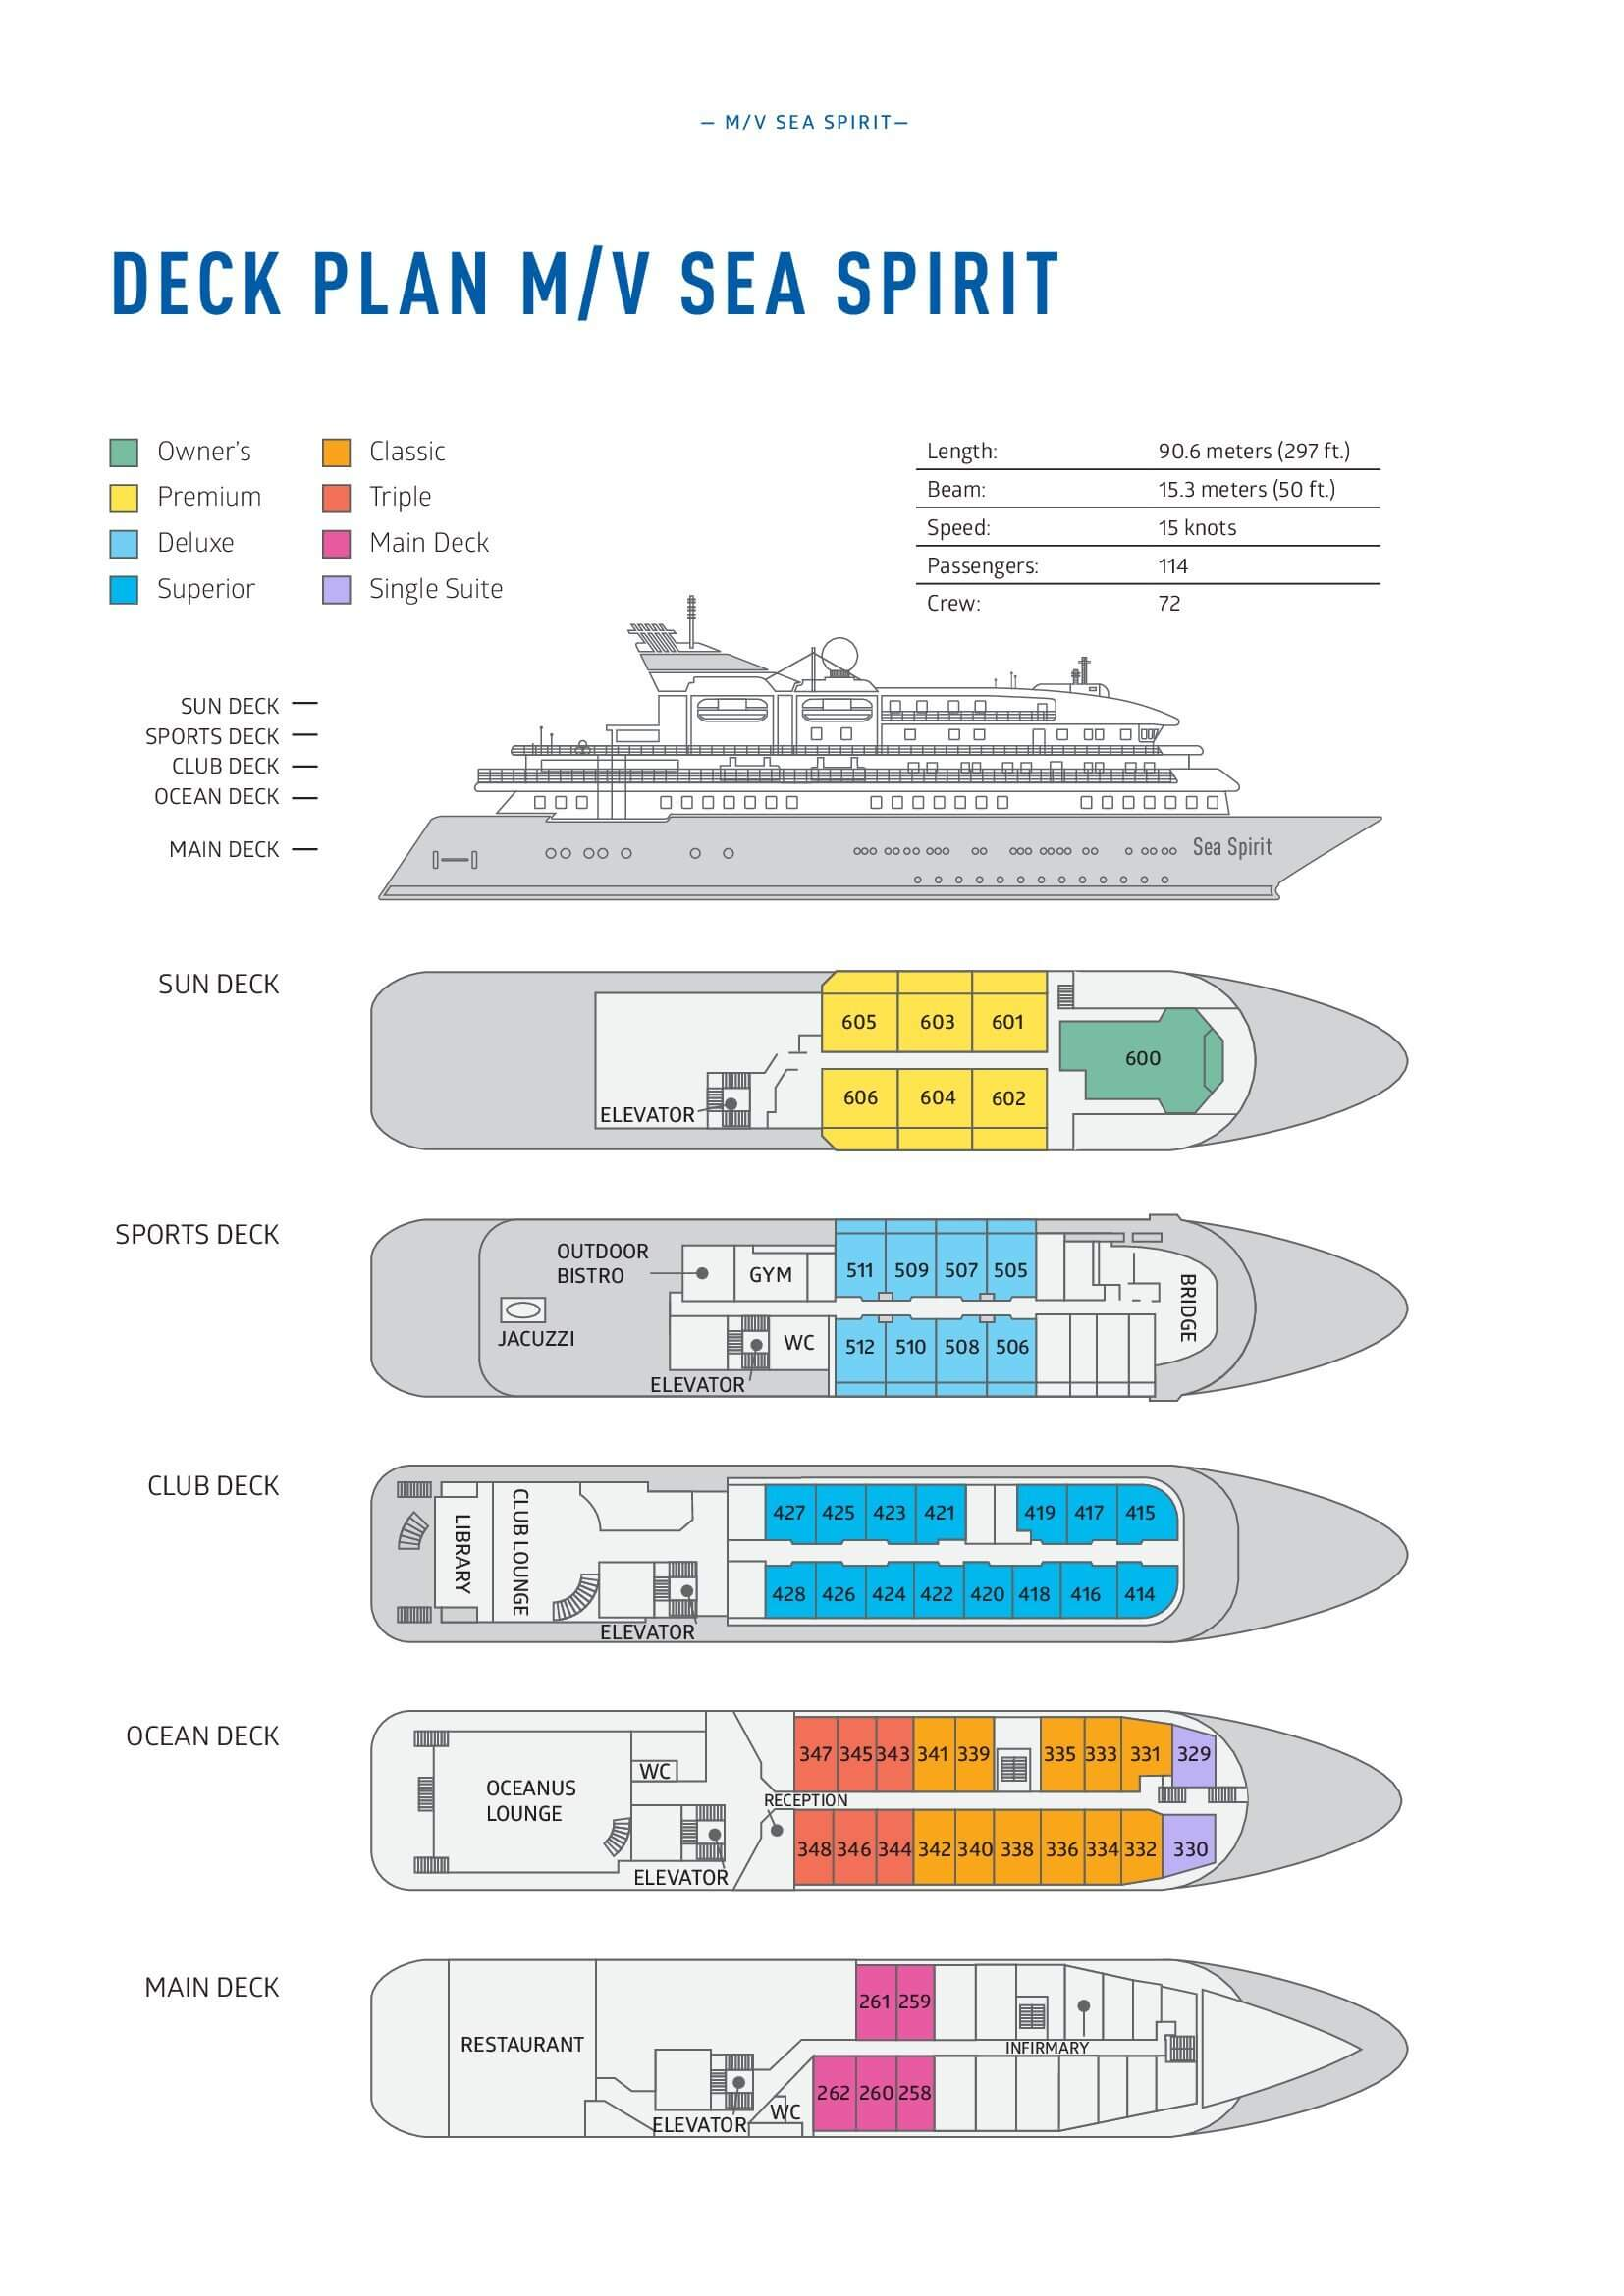 — M/V SEA SPIRIT—
DECK PLAN M/V SEA SPIRIT
Owner's
Premium
Deluxe
Superior
Classic
Triple
Main Deck
Single Suite
Length: 90.6 meters (297 ft.)
Beam: 15.3 meters (50 ft.)
Speed: 15 knots
Passengers: 114
Crew: 72
SUN DECK
SPORTS DECK
CLUB DECK
OCEAN DECK
MAIN DECK
Sea Spirit
SUN DECK
605 603 601
600
606 604 602
ELEVATOR
SPORTS DECK
OUTDOOR
BISTRO
GYM
511 509 507 505
BRIDGE
JACUZZI
WC
512 510 508 506
ELEVATOR
CLUB DECK
LIBRARY
CLUB LOUNGE
427 425 423 421 419 417 415
428 426 424 422 420 418 416 414
ELEVATOR
OCEAN DECK
347 345 343 341 339 335 333 331 329
WC
OCEANUS
LOUNGE
RECEPTION
348 346 344 342 340 338 336 334 332 330
ELEVATOR
MAIN DECK
261 259
RESTAURANT
INFIRMARY
262 260 258
WC
ELEVATOR